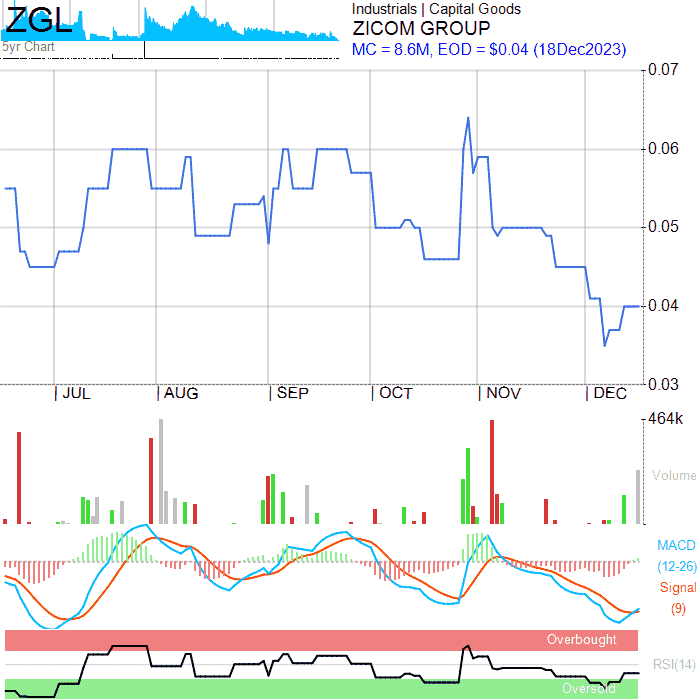 ZGL
5yr Chart
Industrials | Capital Goods
ZICOM GROUP
MC = 8.6M, EOD = $0.04 (18Dec2023)
0.07
0.06
0.05
0.04
0.03
JUL AUG SEP OCT NOV DEC
464k
Volume
MACD
(12-26)
Signal
(9)
Overbought
RSI(14)
Oversold